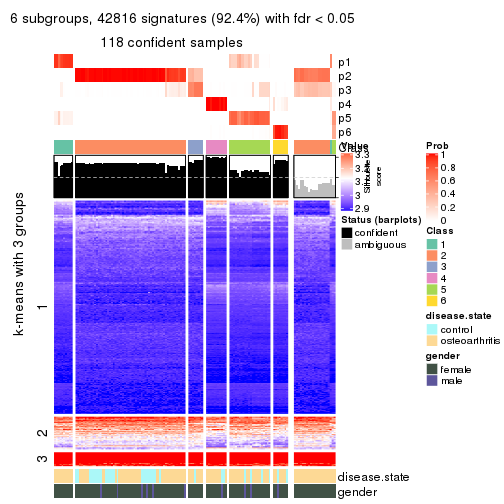 6 subgroups, 42816 signatures (92.4%) with fdr < 0.05
118 confident samples
p1
p2
p3
p4
p5
p6
Class
Silhouette
score
k-means with 3 groups
1
2
3
disease.state
gender
Value
3.3
3.2
3.1
3
2.9
Status (barplots)
confident
ambiguous
Prob
1
0.8
0.6
0.4
0.2
0
Class
1
2
3
4
5
6
disease.state
control
osteoarthritis
gender
female
male